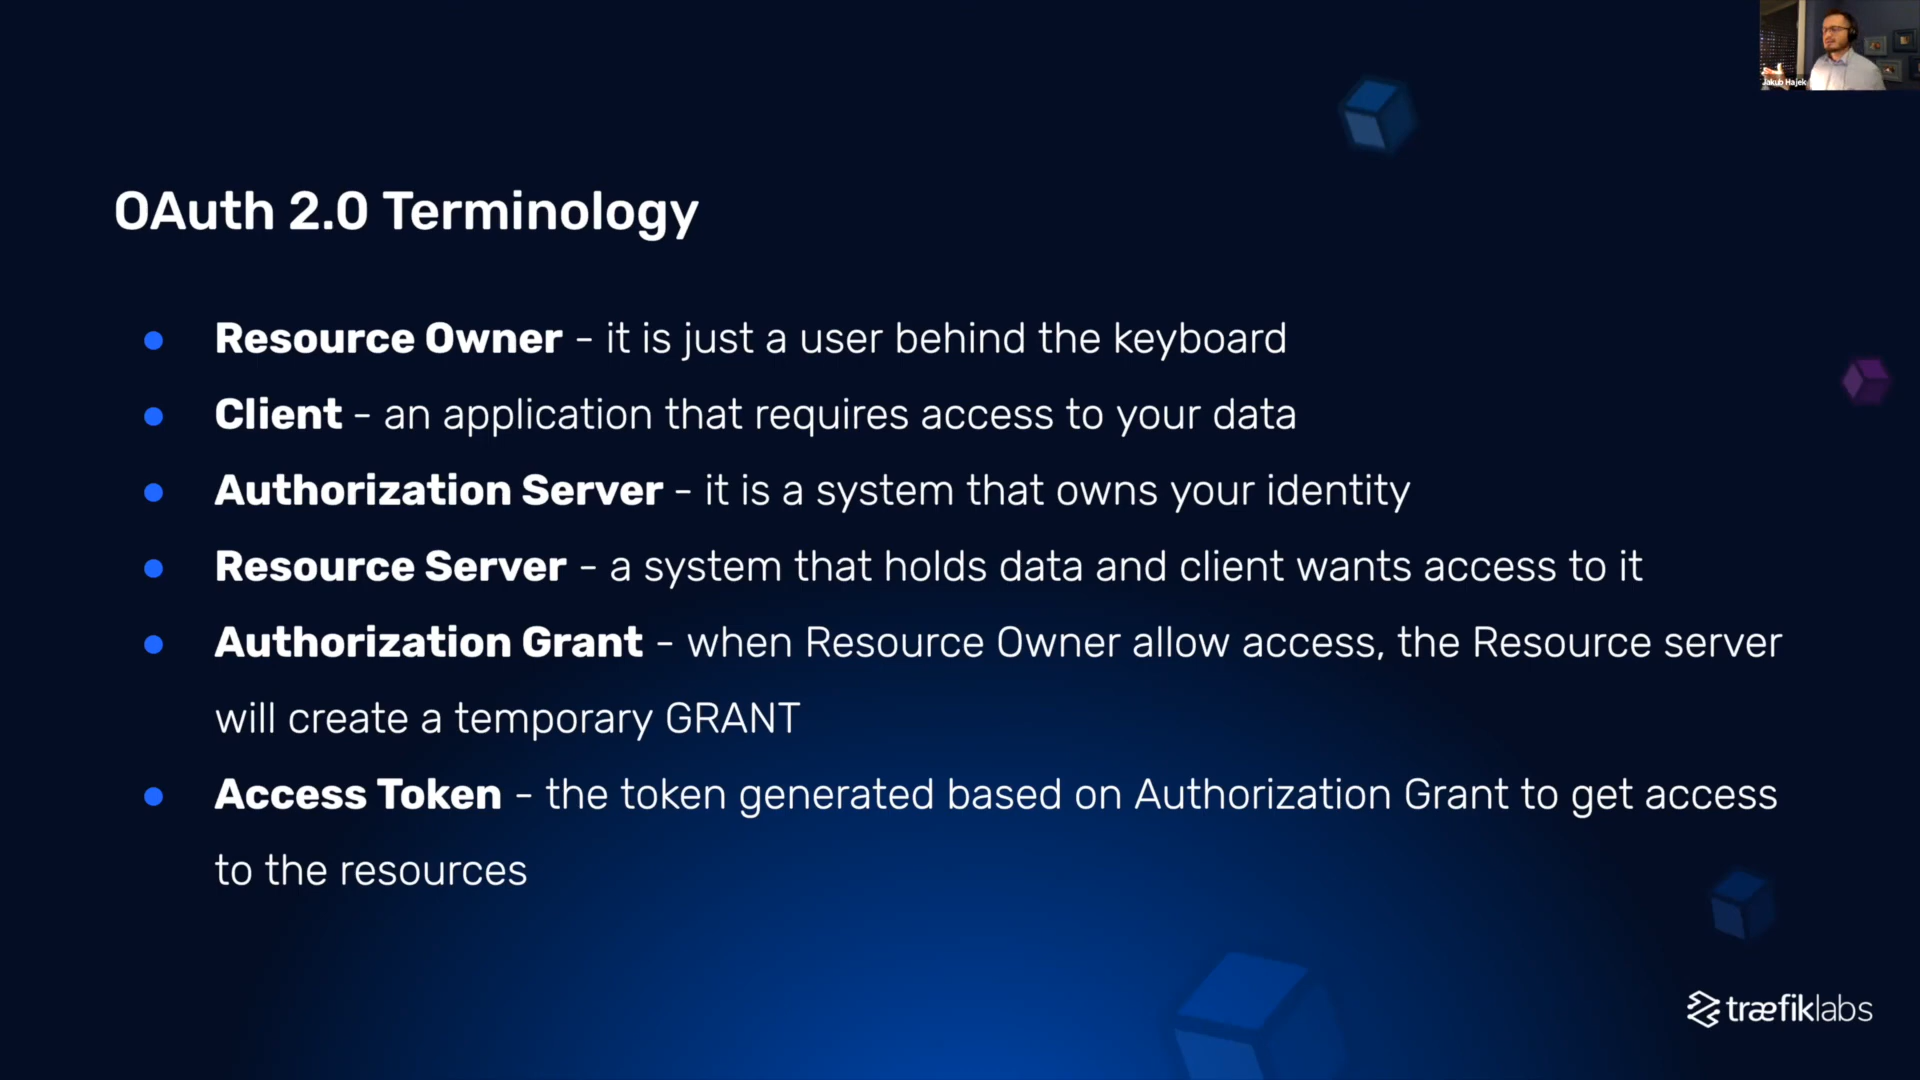 Jakub Hajek
OAuth 2.0 Terminology
● Resource Owner - it is just a user behind the keyboard
● Client - an application that requires access to your data
● Authorization Server - it is a system that owns your identity
● Resource Server - a system that holds data and client wants access to it
● Authorization Grant - when Resource Owner allow access, the Resource server
will create a temporary GRANT
● Access Token - the token generated based on Authorization Grant to get access
to the resources
træfiklabs